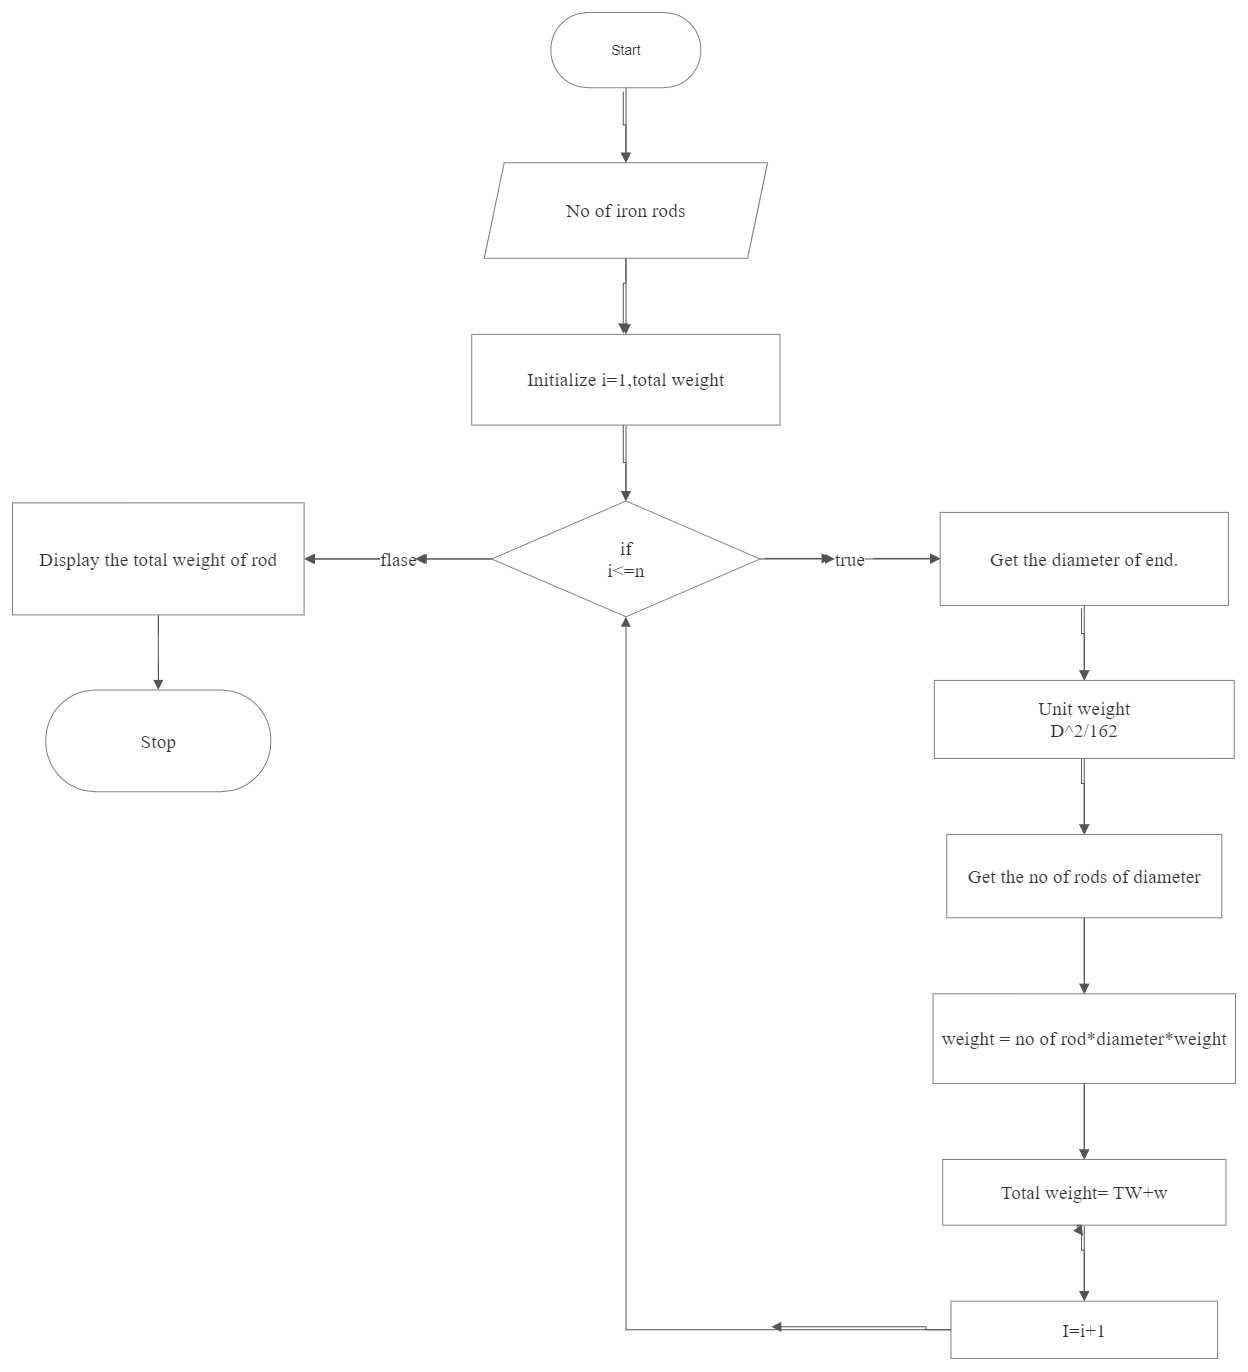 Start
No of iron rods
Initialize i=1,total weight
if
i<=n
flase
true
Display the total weight of rod
Stop
Get the diameter of end.
Unit weight
D^2/162
Get the no of rods of diameter
weight = no of rod*diameter*weight
Total weight= TW+w
I=i+1